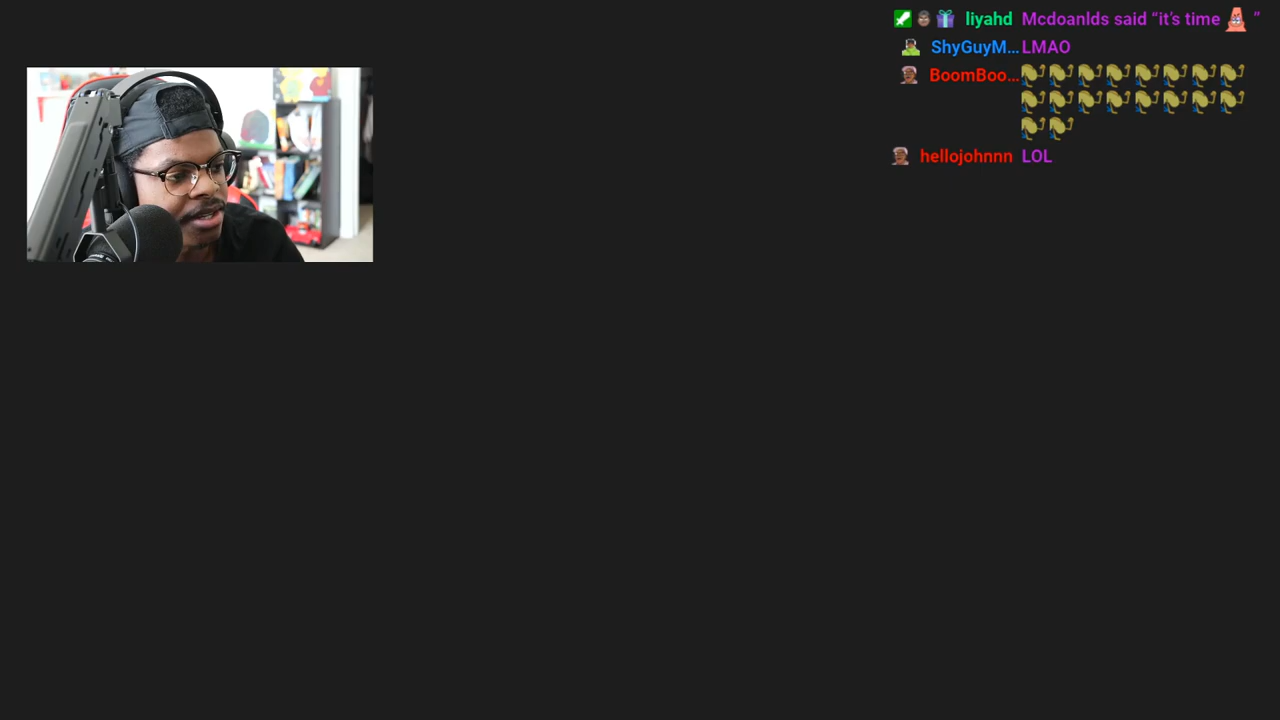 liyahd Mcdoanlds said “it's time ”
ShyGuyM... LMAO
BoomBoo...
hellojohnnn LOL